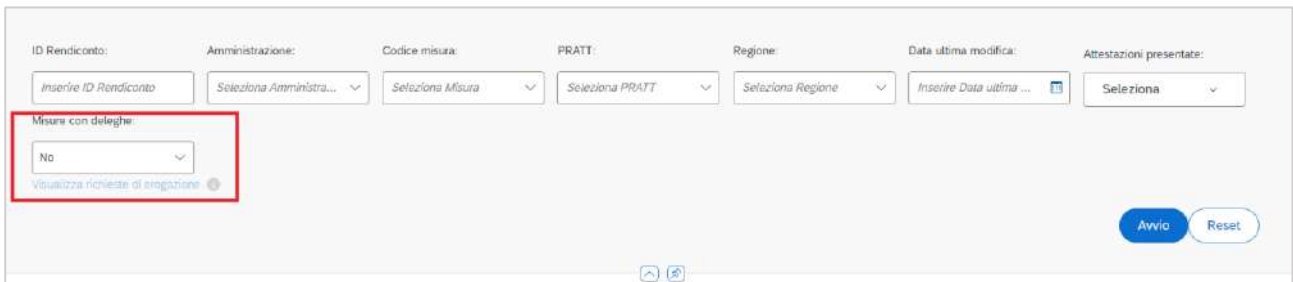 ID Rendiconto: Amministrazione: Codice misura: PRATT: Regione: Data ultima modifica: Attestazioni presentate:
Inserire ID Rendiconto Seleziona Amministra... Seleziona Misura Seleziona PRATT Seleziona Regione Inserire Data ultima ... Seleziona
Misure con deleghe:
No
Visualizza richieste di erogazione
Avvio Reset